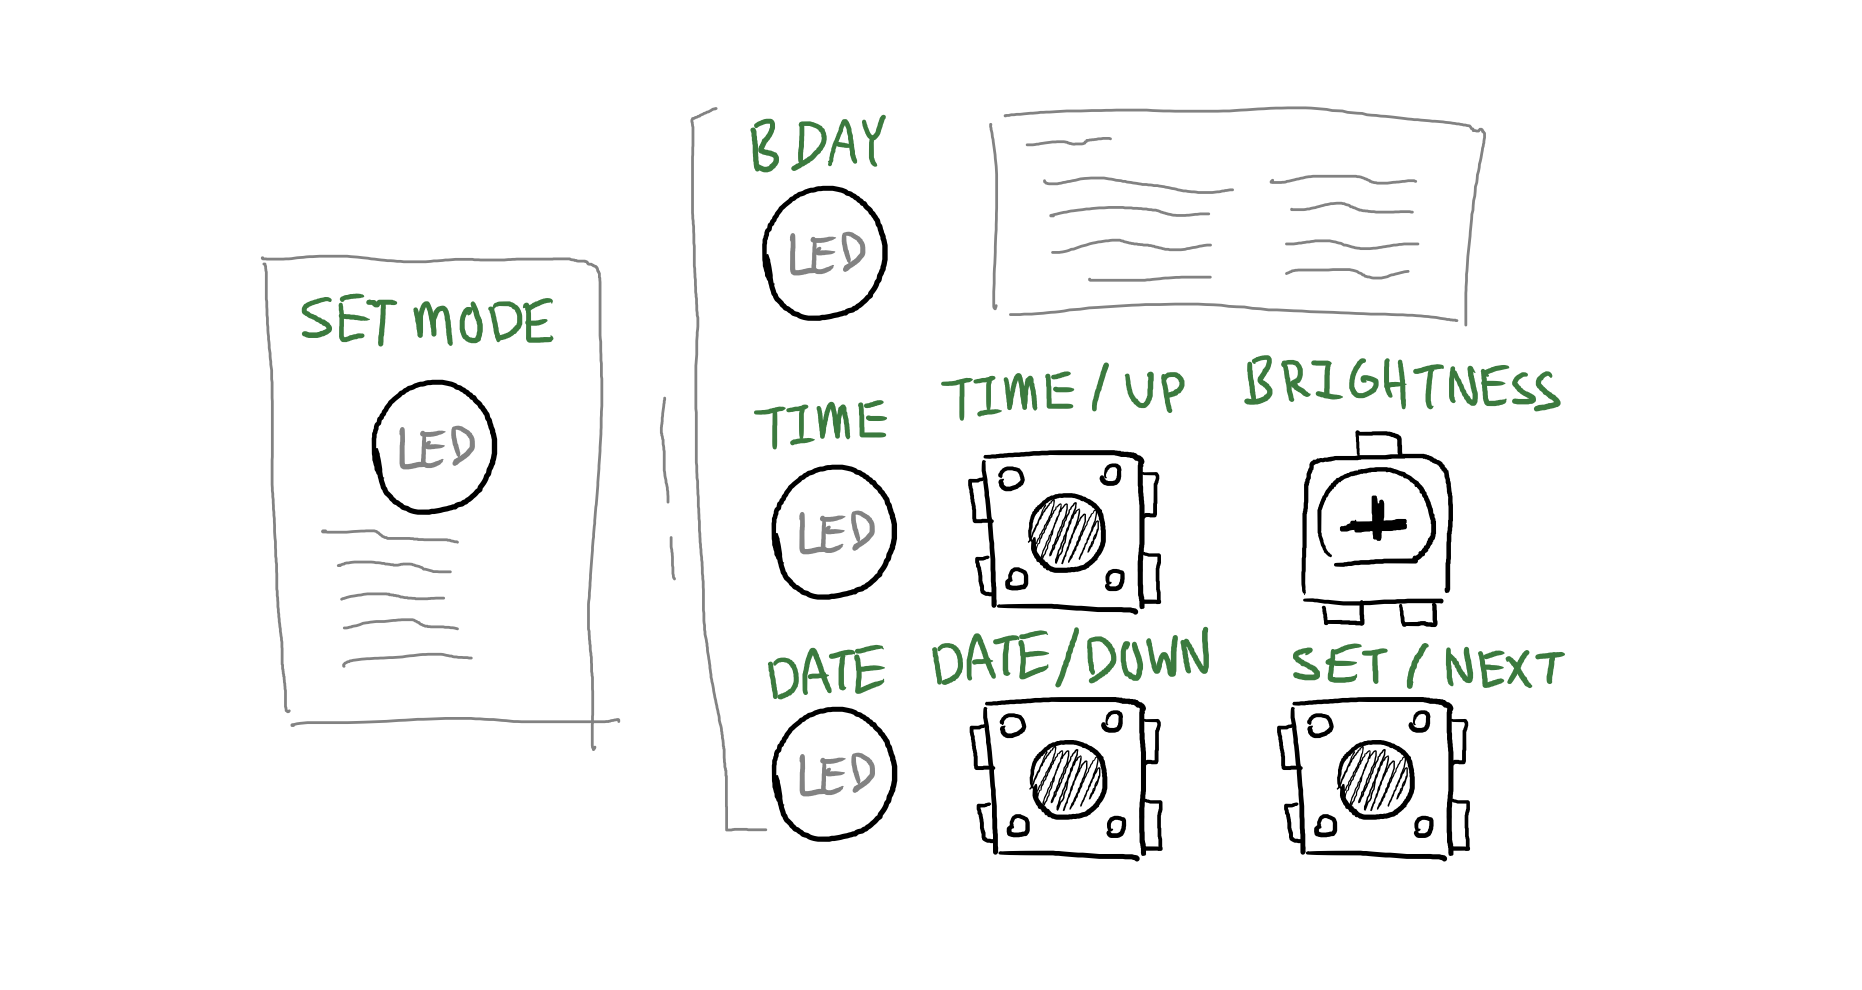 SET MODE
LED
B DAY
LED
TIME
LED
DATE
LED
TIME / UP
BRIGHTNESS
DATE/DOWN
SET / NEXT